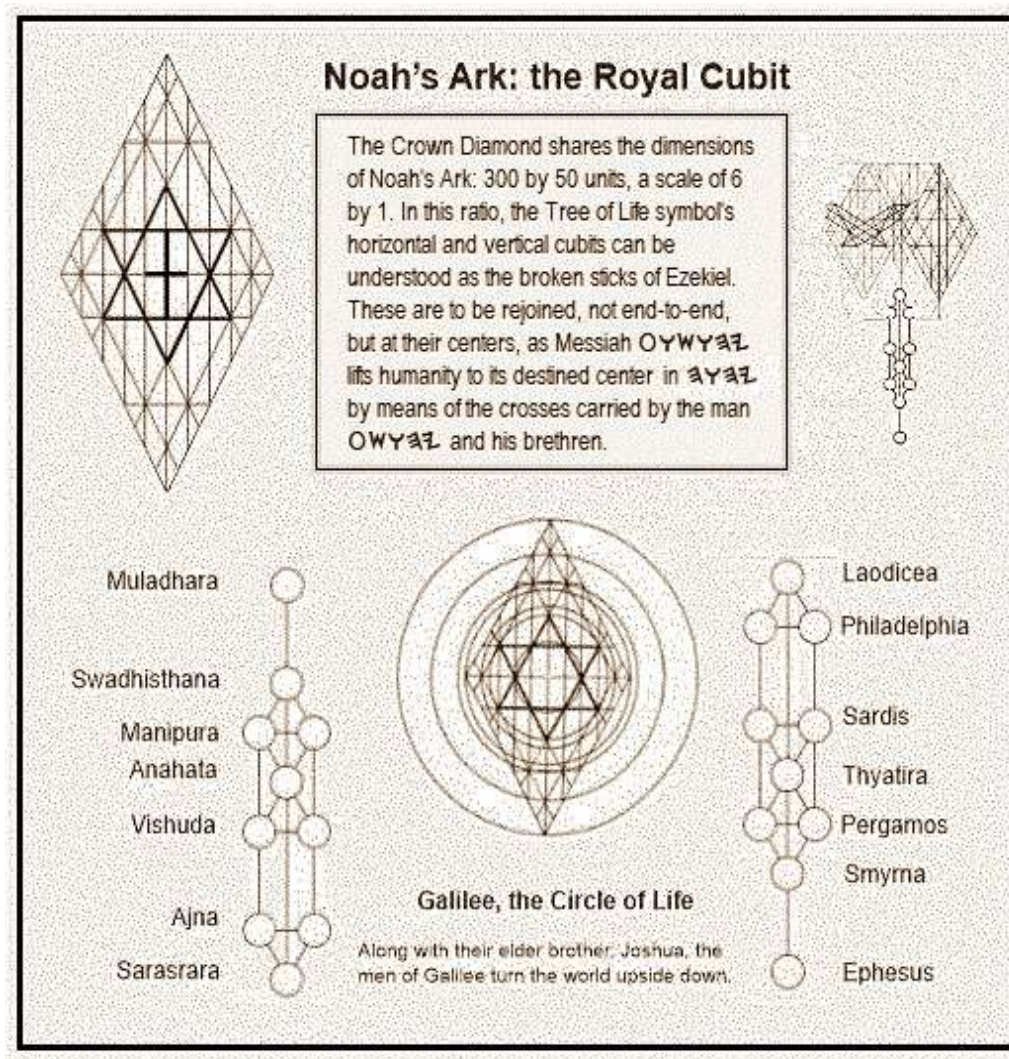 Noah's Ark: the Royal Cubit
The Crown Diamond shares the dimensions
of Noah's Ark: 300 by 50 units, a scale of 6
by 1. In this ratio, the Tree of Life symbol's
horizontal and vertical cubits can be
understood as the broken sticks of Ezekiel.
These are to be rejoined, not end-to-end,
but at their centers, as Messiah 𐤉𐤄𐤅𐤔𐤅𐤏
lifts humanity to its destined center in 𐤉𐤄𐤅𐤄
by means of the crosses carried by the man
𐤉𐤄𐤅𐤔𐤏 and his brethren.
Muladhara
Swadhisthana
Manipura
Anahata
Vishuda
Ajna
Sarasrara
Galilee, the Circle of Life
Along with their elder brother, Joshua, the
men of Galilee turn the world upside down.
Laodicea
Philadelphia
Sardis
Thyatira
Pergamos
Smyrna
Ephesus